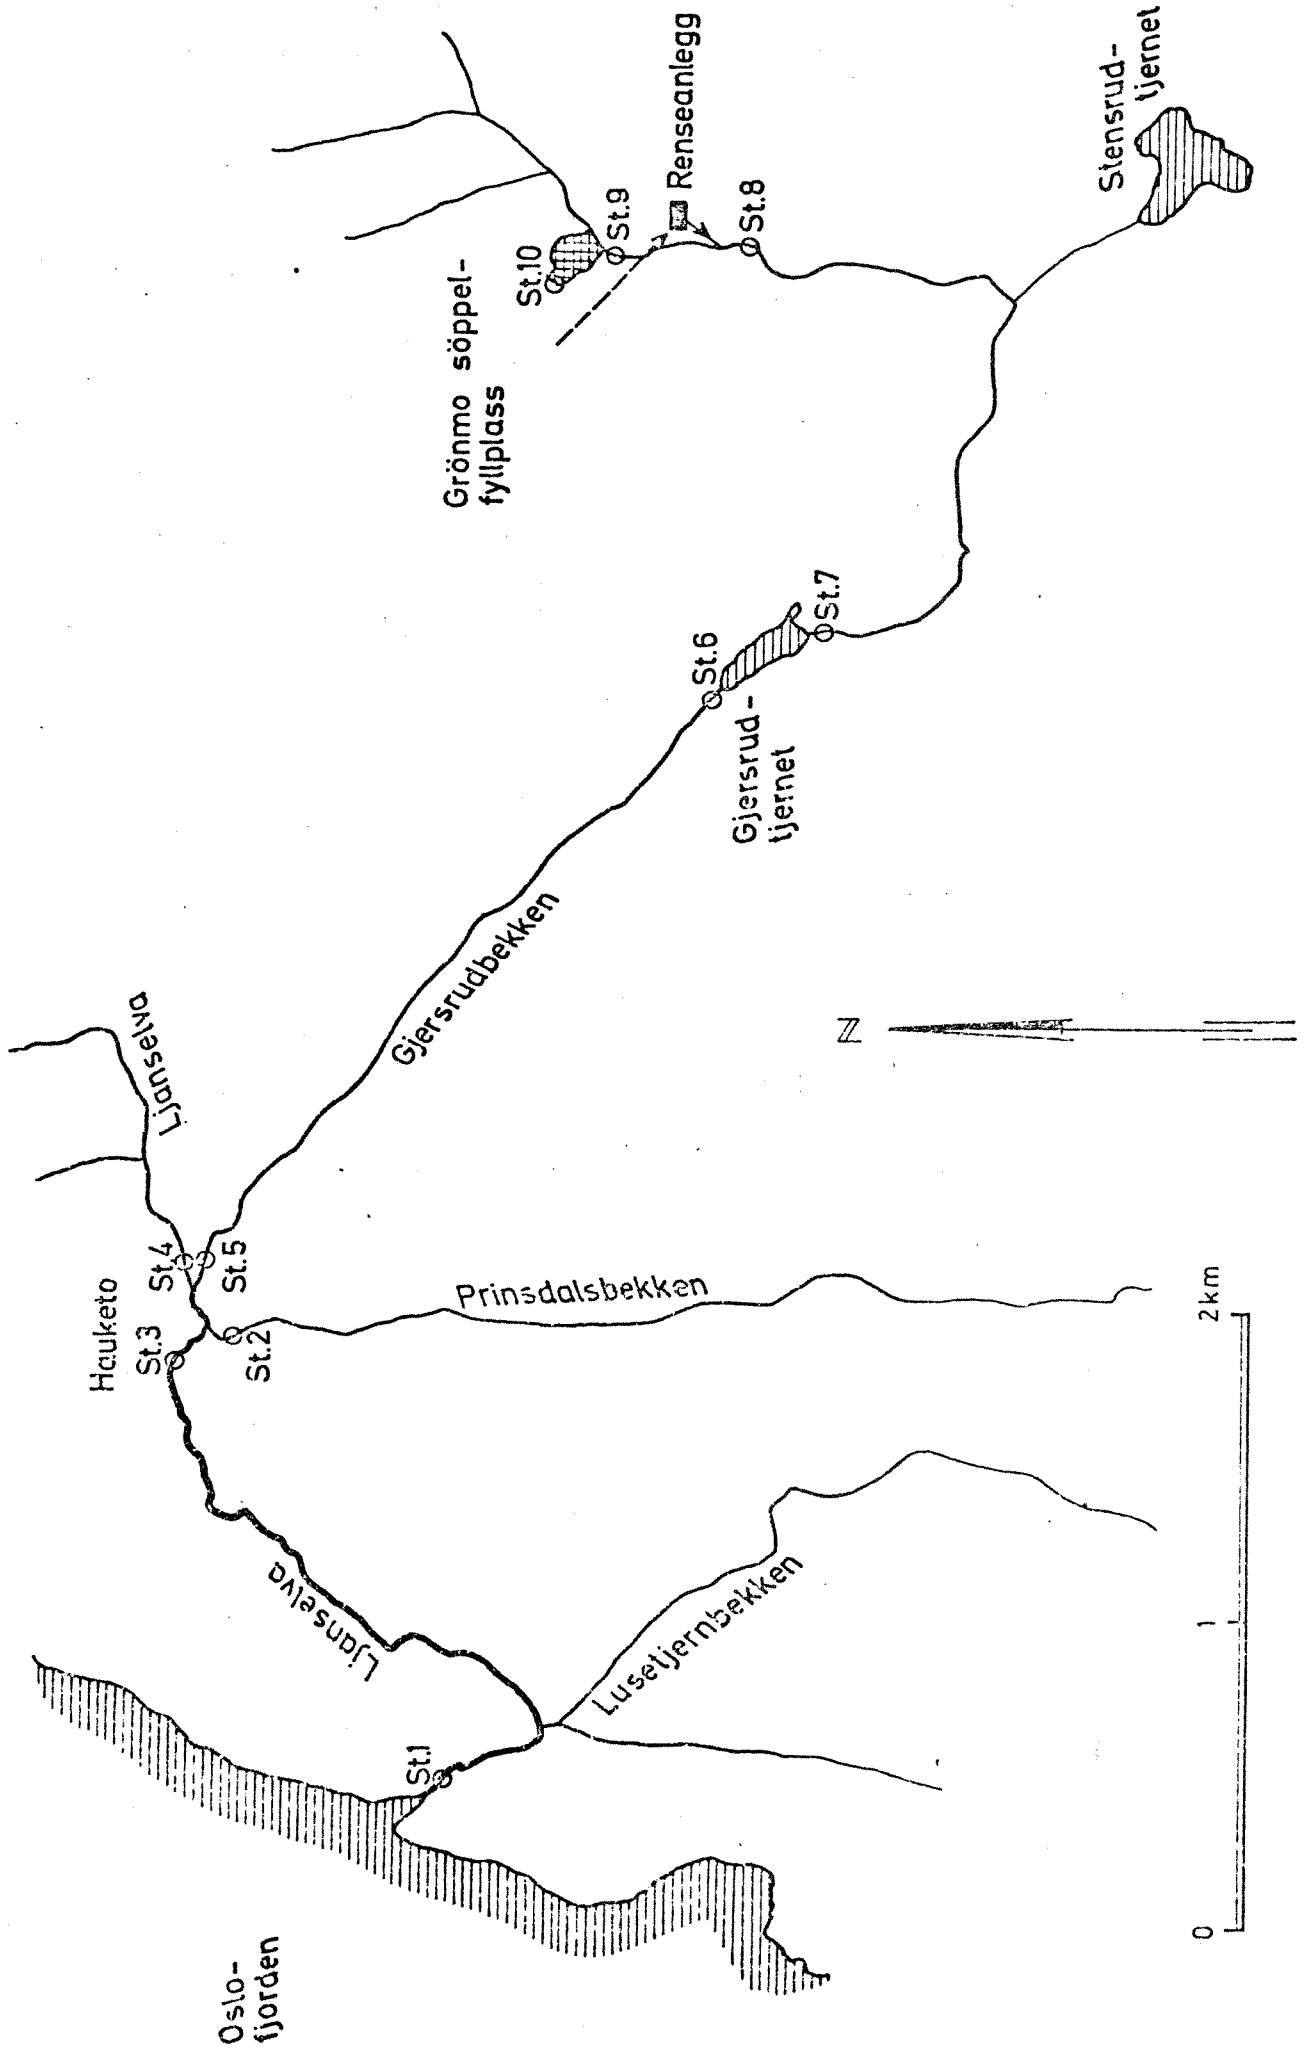 Oslo-
fjorden
Ljanselva
St.1
Lusetjernbekken
Hauketo
St.3
St.2
St.4
St.5
Prinsdalsbekken
Ljanselva
Gjersrudbekken
N
Gjersrud-
tjernet
St.6
St.7
Grönmo söppel-
fyllplass
St.10
St.9
Renseanlegg
St.8
Stensrud-
tjernet
0
1
2 km